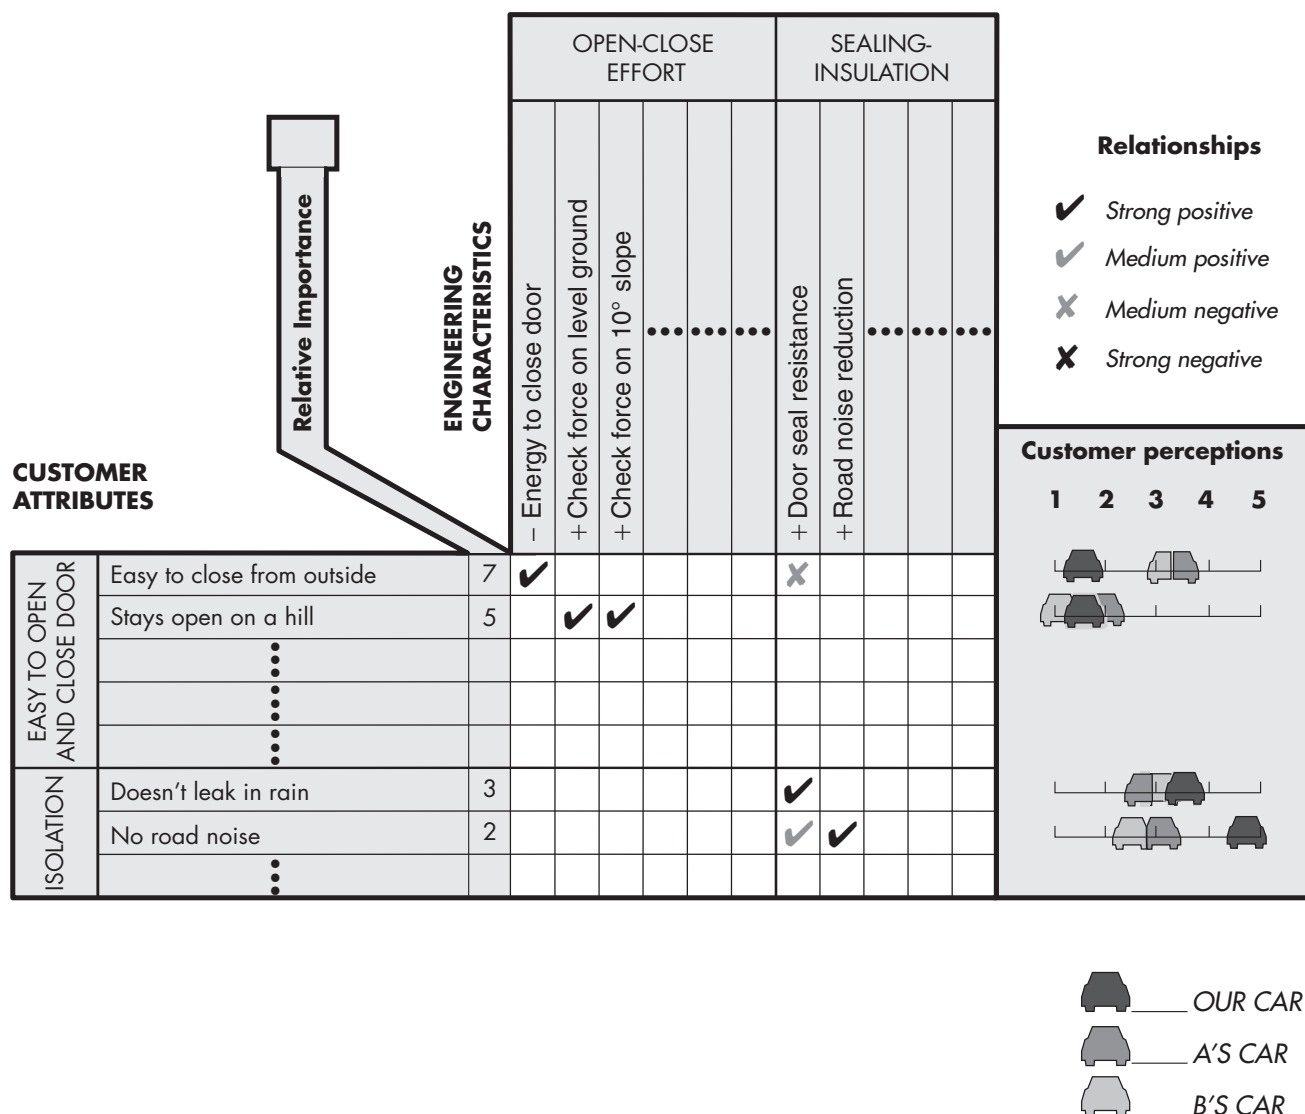 OPEN-CLOSE
EFFORT
SEALING-
INSULATION
Relationships
Strong positive
Medium positive
Medium negative
Strong negative
Relative Importance
ENGINEERING
CHARACTERISTICS
– Energy to close door
+ Check force on level ground
+ Check force on 10° slope
+ Door seal resistance
+ Road noise reduction
CUSTOMER
ATTRIBUTES
Customer perceptions
1 2 3 4 5
EASY TO OPEN
AND CLOSE DOOR
Easy to close from outside 7
Stays open on a hill 5
ISOLATION
Doesn't leak in rain 3
No road noise 2
OUR CAR
A'S CAR
B'S CAR